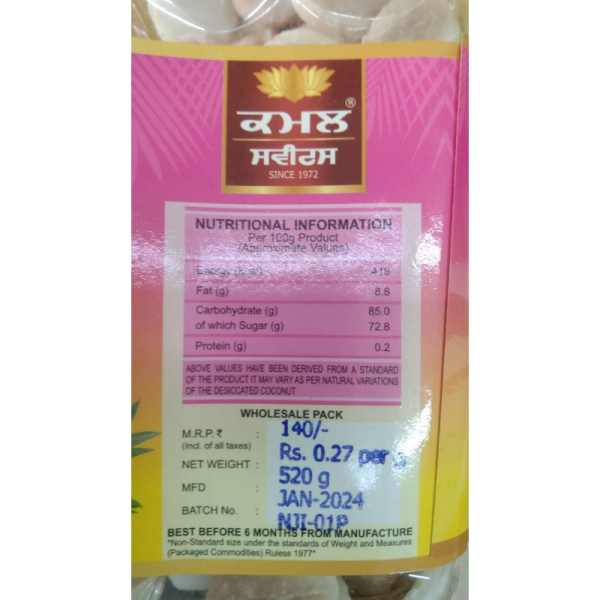 ®
ਕਮਲ
ਸਵੀਟਸ
SINCE 1972
NUTRITIONAL INFORMATION
Per 100g Product
(Approximate Values)
Energy (kcal) 419
Fat (g) 8.8
Carbohydrate (g) 85.0
of which Sugar (g) 72.8
Protein (g) 0.2
ABOVE VALUES HAVE BEEN DERIVED FROM A STANDARD
OF THE PRODUCT IT MAY VARY AS PER NATURAL VARIATIONS
OF THE DESICCATED COCONUT
WHOLESALE PACK
M.R.P. ₹ : 140/-
(Incl. of all taxes) Rs. 0.27 per g
NET WEIGHT : 520 g
MFD : JAN-2024
BATCH No. : NJI-01P
BEST BEFORE 6 MONTHS FROM MANUFACTURE
"Non-Standard size under the standards of Weight and Measures
(Packaged Commodities) Ruless 1977"